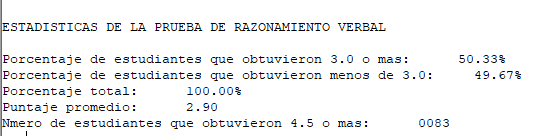 ESTADISTICAS DE LA PRUEBA DE RAZONAMIENTO VERBAL
Porcentaje de estudiantes que obtuvieron 3.0 o mas: 50.33%
Porcentaje de estudiantes que obtuvieron menos de 3.0: 49.67%
Porcentaje total: 100.00%
Puntaje promedio: 2.90
Nmero de estudiantes que obtuvieron 4.5 o mas: 0083